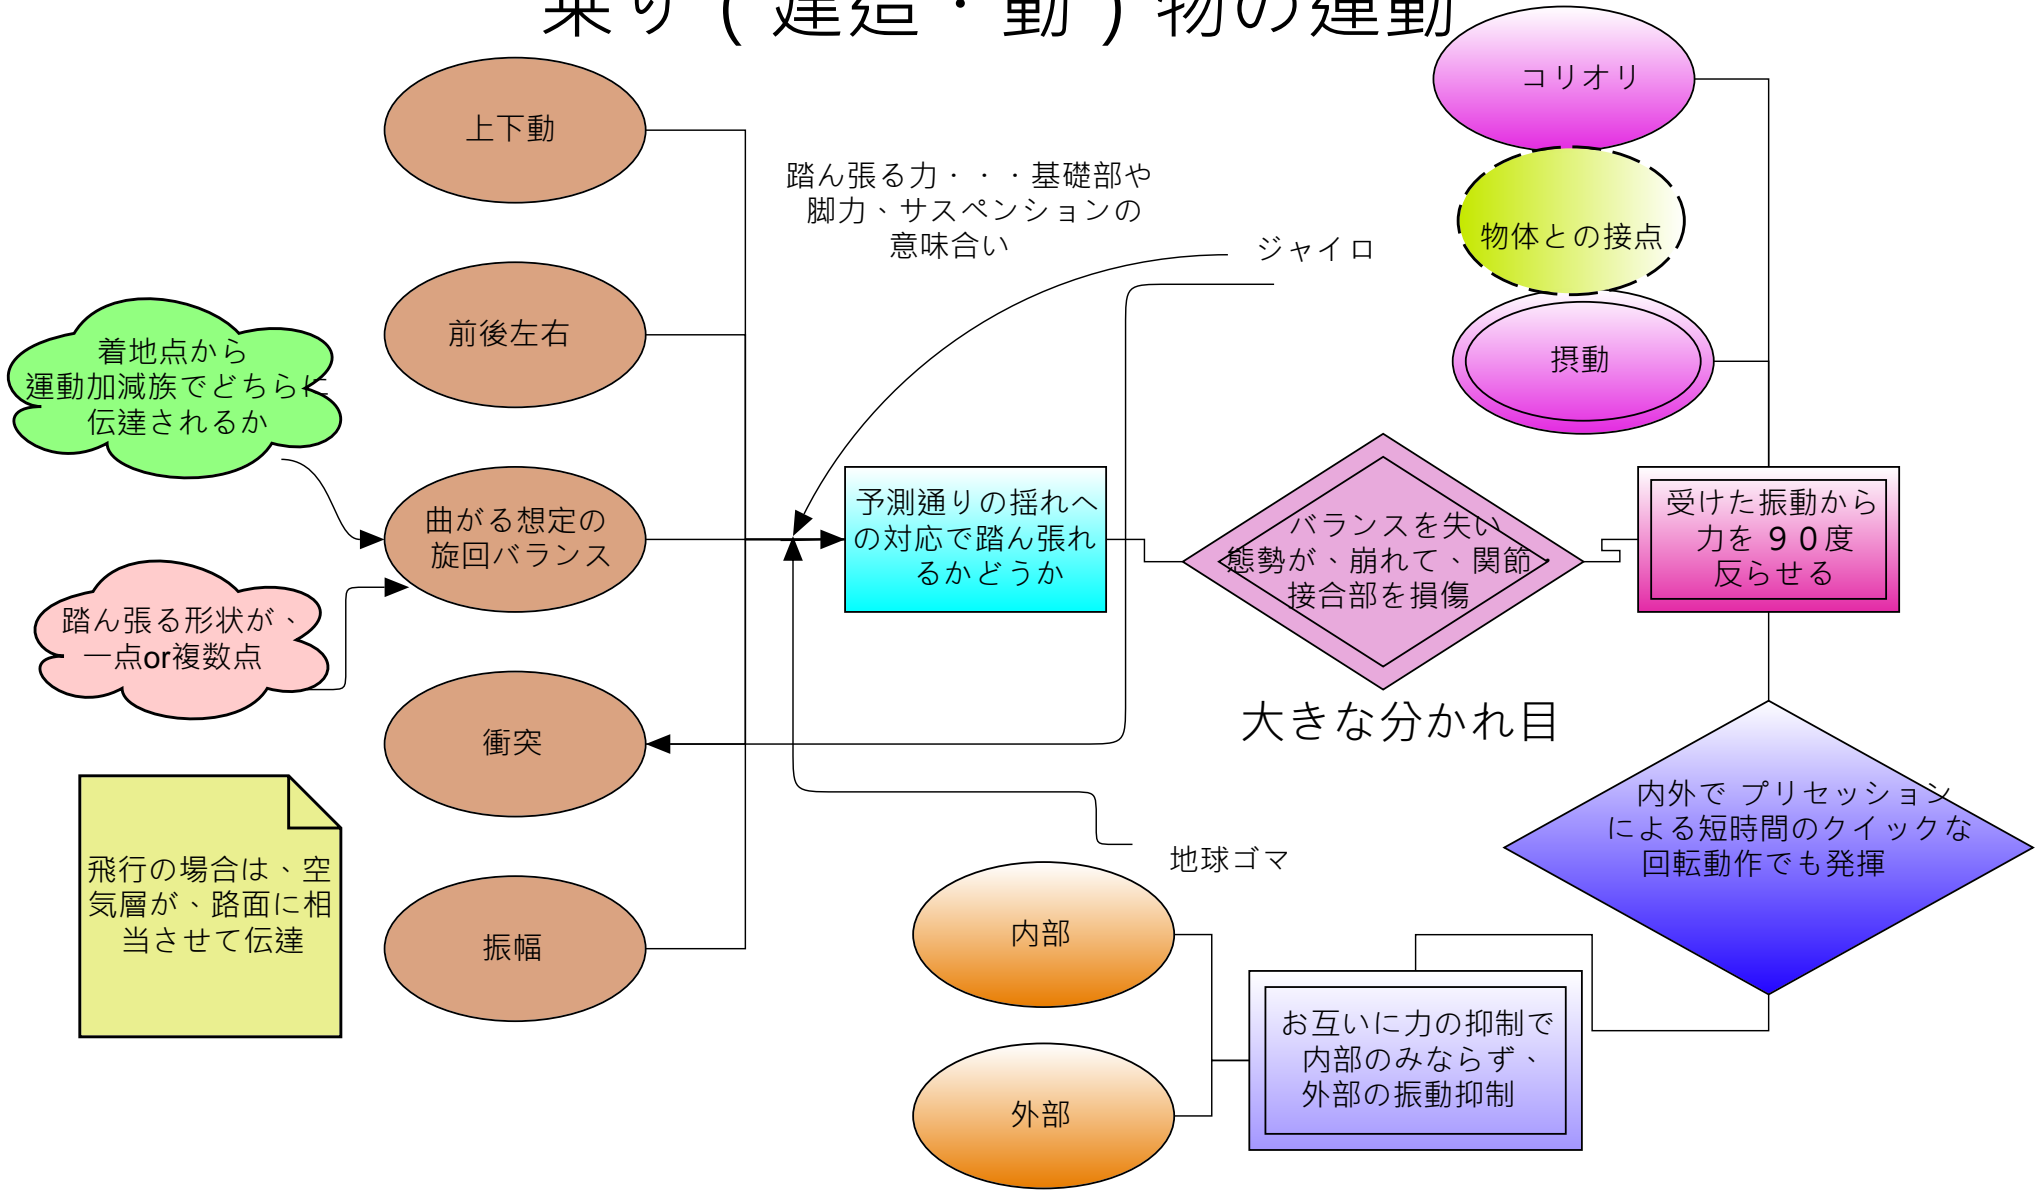 乗り（建造・動）物の運動
コリオリ
上下動
踏ん張る力・・・基礎部や
脚力、サスペンションの
意味合い
ジャイロ
物体との接点
前後左右
摂動
着地点から
運動加減族でどちらに
伝達されるか
曲がる想定の
旋回バランス
予測通りの揺れへ
の対応で踏ん張れ
るかどうか
バランスを失い
態勢が、崩れて、関節・
接合部を損傷
受けた振動から
力を９０度
反らせる
踏ん張る形状が、
一点or複数点
大きな分かれ目
衝突
内外で プリセッション
による短時間のクイックな
回転動作でも発揮
飛行の場合は、空
気層が、路面に相
当させて伝達
地球ゴマ
振幅
内部
お互いに力の抑制で
内部のみならず、
外部の振動抑制
外部